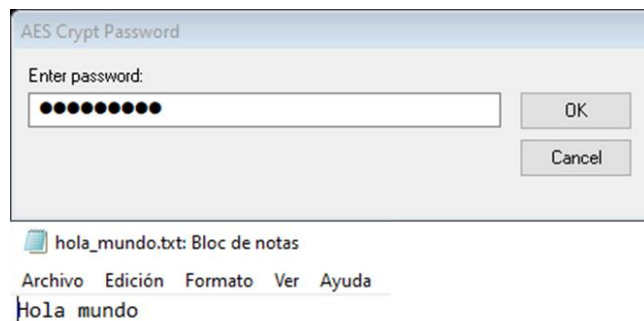 AES Crypt Password
Enter password:
●●●●●●●●●
OK
Cancel
hola_mundo.txt: Bloc de notas
Archivo Edición Formato Ver Ayuda
Hola mundo